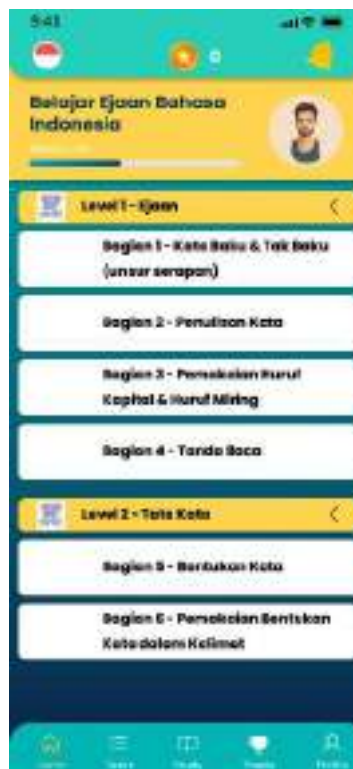 9:41
0
Belajar Ejaan Bahasa
Indonesia
Level 1 - Ejaan
Bagian 1 - Kata Baku & Tak Baku
(unsur serapan)
Bagian 2 - Penulisan Kata
Bagian 3 - Pemakaian Huruf
Kapital & Huruf Miring
Bagian 4 - Tanda Baca
Level 2 - Tata Kata
Bagian 5 - Bentukan Kata
Bagian 6 - Pemakaian Bentukan
Kata dalam Kalimat